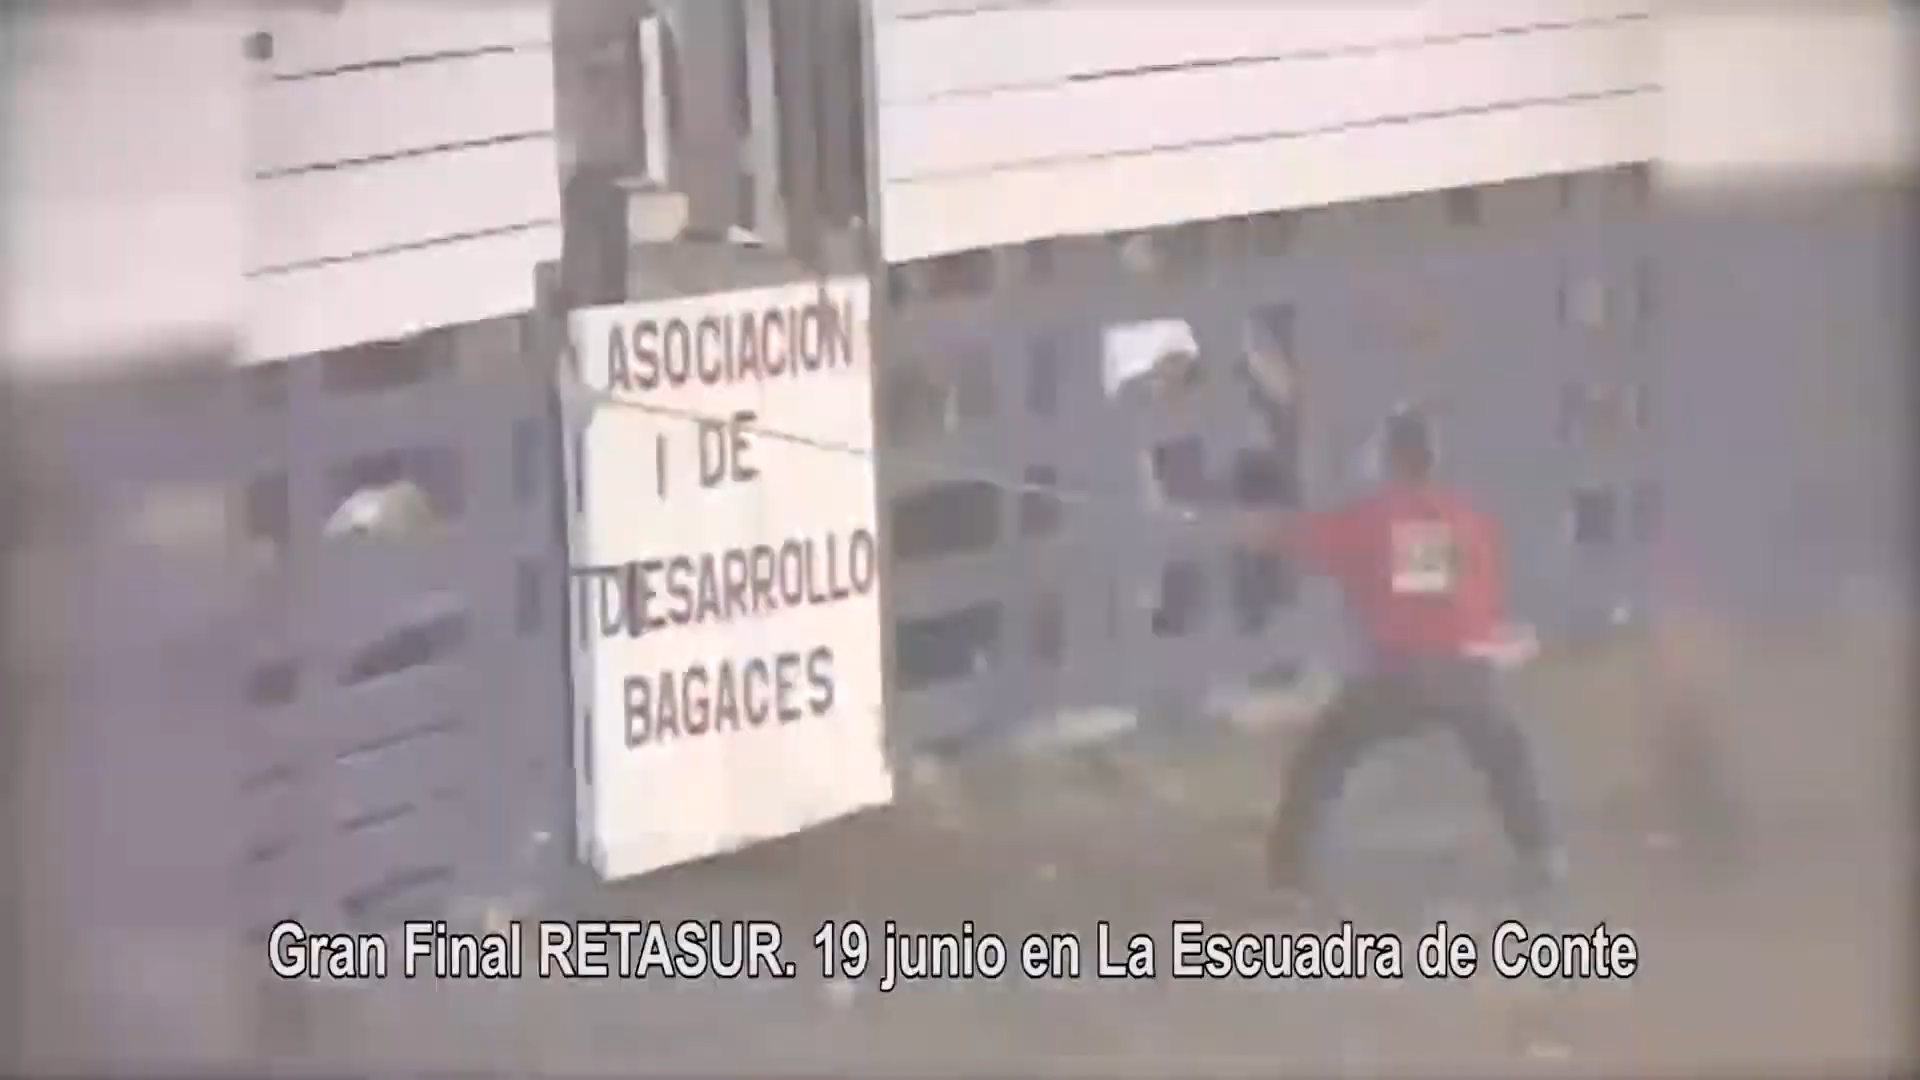 ASOCIACION
DE
DESARROLLO
BAGACES
Gran Final RETASUR. 19 junio en La Escuadra de Conte